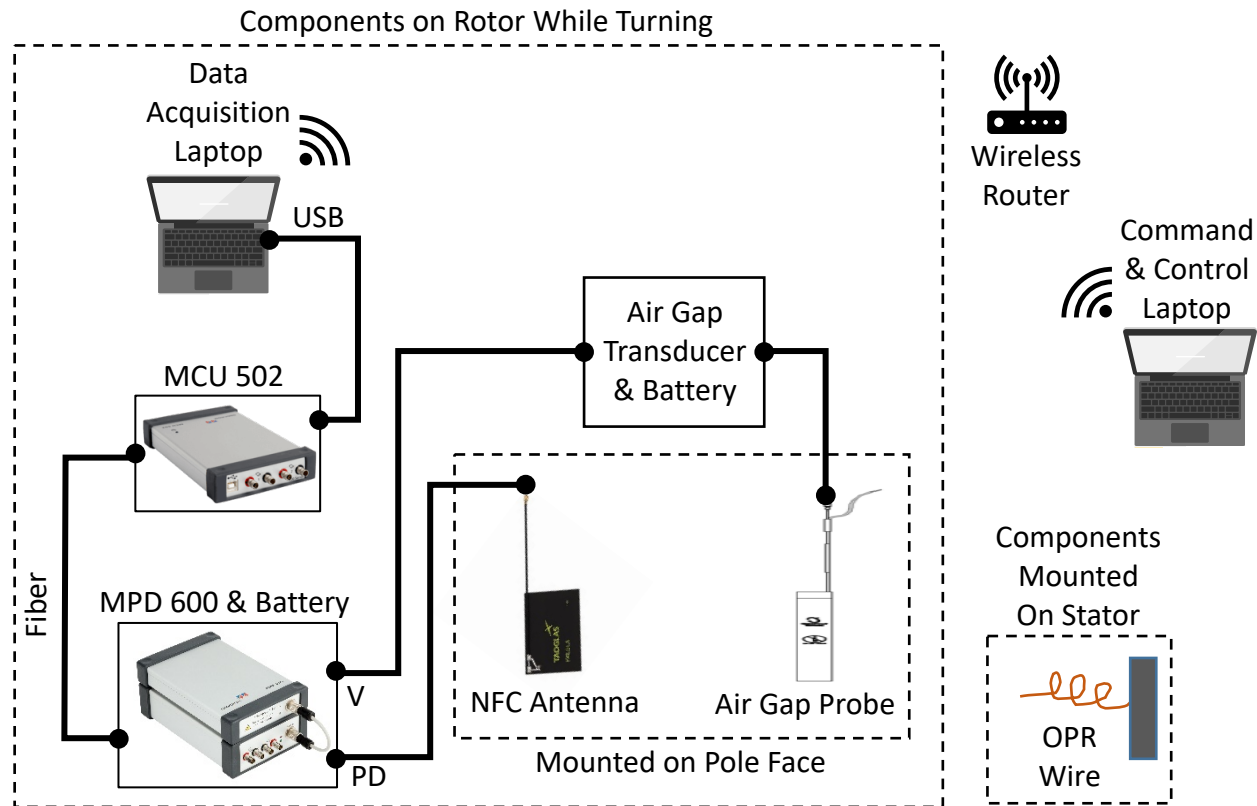 Components on Rotor While Turning
Data
Acquisition
Laptop
USB
Wireless
Router
Command
& Control
Laptop
Air Gap
Transducer
& Battery
MCU 502
Fiber
MPD 600 & Battery
V
PD
TAOGLAS
NFC Antenna
Air Gap Probe
Mounted on Pole Face
Components
Mounted
On Stator
OPR
Wire